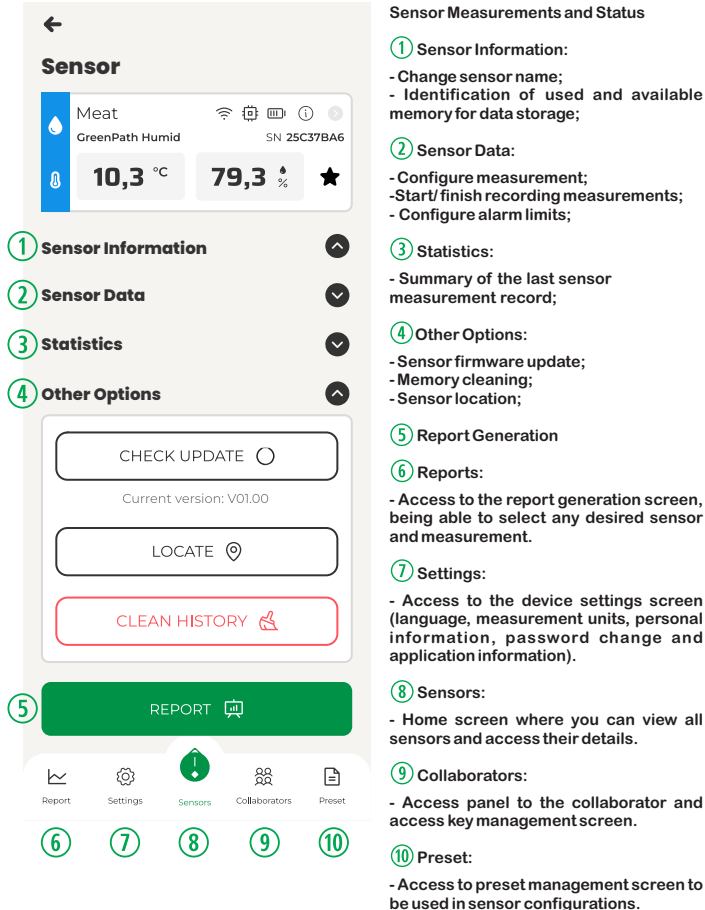 Sensor
Meat
GreenPath Humid SN 25C37BA6
10,3 °C 79,3 %
1 Sensor Information
2 Sensor Data
3 Statistics
4 Other Options
CHECK UPDATE
Current version: V01.00
LOCATE
CLEAN HISTORY
5 REPORT
Report Settings Sensors Collaborators Preset
6 7 8 9 10
Sensor Measurements and Status
1 Sensor Information:
- Change sensor name;
- Identification of used and available
memory for data storage;
2 Sensor Data:
- Configure measurement;
-Start/ finish recording measurements;
- Configure alarm limits;
3 Statistics:
- Summary of the last sensor
measurement record;
4 Other Options:
- Sensor firmware update;
- Memory cleaning;
- Sensor location;
5 Report Generation
6 Reports:
- Access to the report generation screen,
being able to select any desired sensor
and measurement.
7 Settings:
- Access to the device settings screen
(language, measurement units, personal
information, password change and
application information).
8 Sensors:
- Home screen where you can view all
sensors and access their details.
9 Collaborators:
- Access panel to the collaborator and
access key management screen.
10 Preset:
- Access to preset management screen to
be used in sensor configurations.